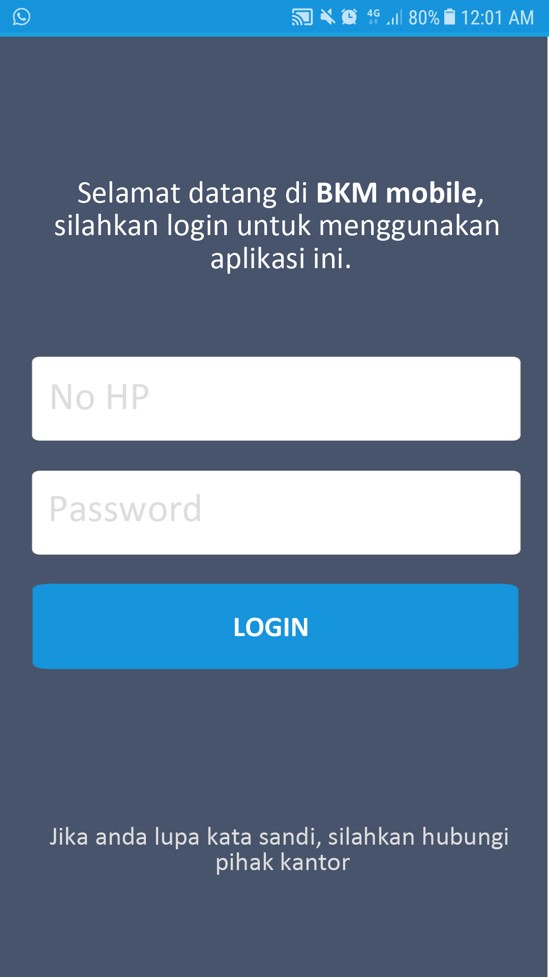 4G 80% 12:01 AM
Selamat datang di BKM mobile,
silahkan login untuk menggunakan
aplikasi ini.
No HP
Password
LOGIN
Jika anda lupa kata sandi, silahkan hubungi
pihak kantor